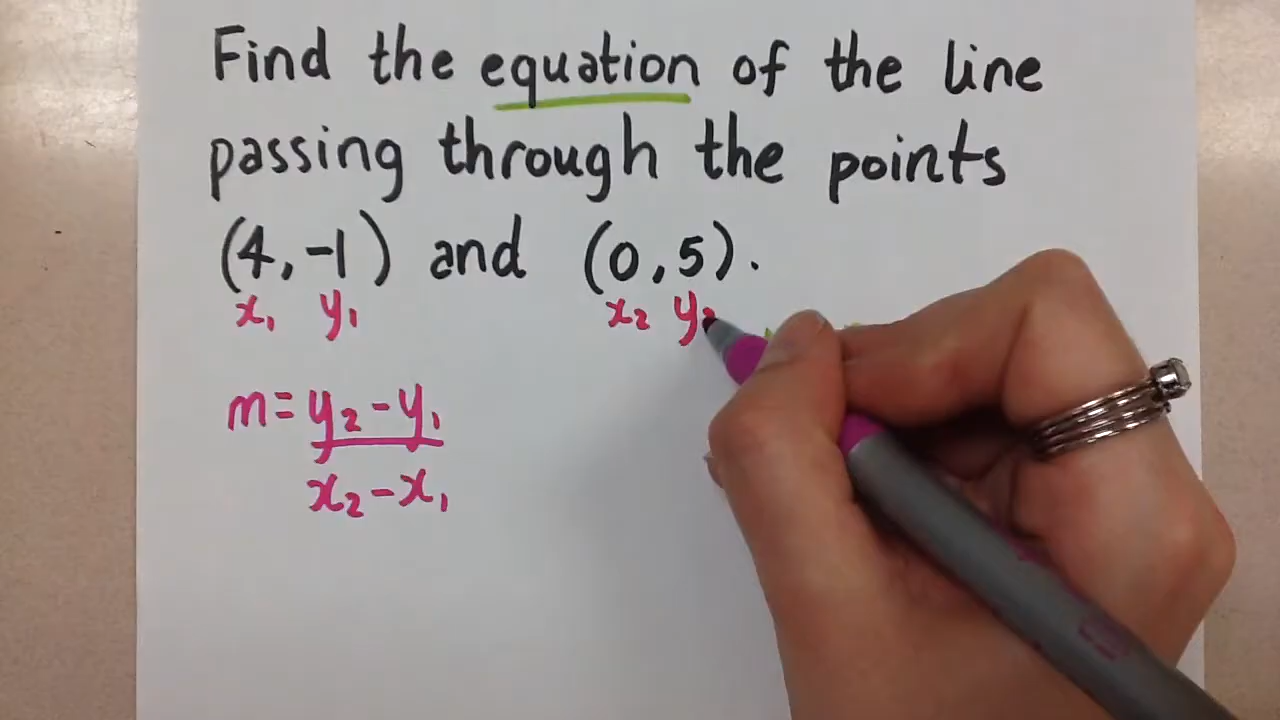 Find the equation of the line
passing through the points
(4,-1) and (0,5).
x₁ y₁ x₂ y₂
m = y₂ - y₁
x₂ - x₁